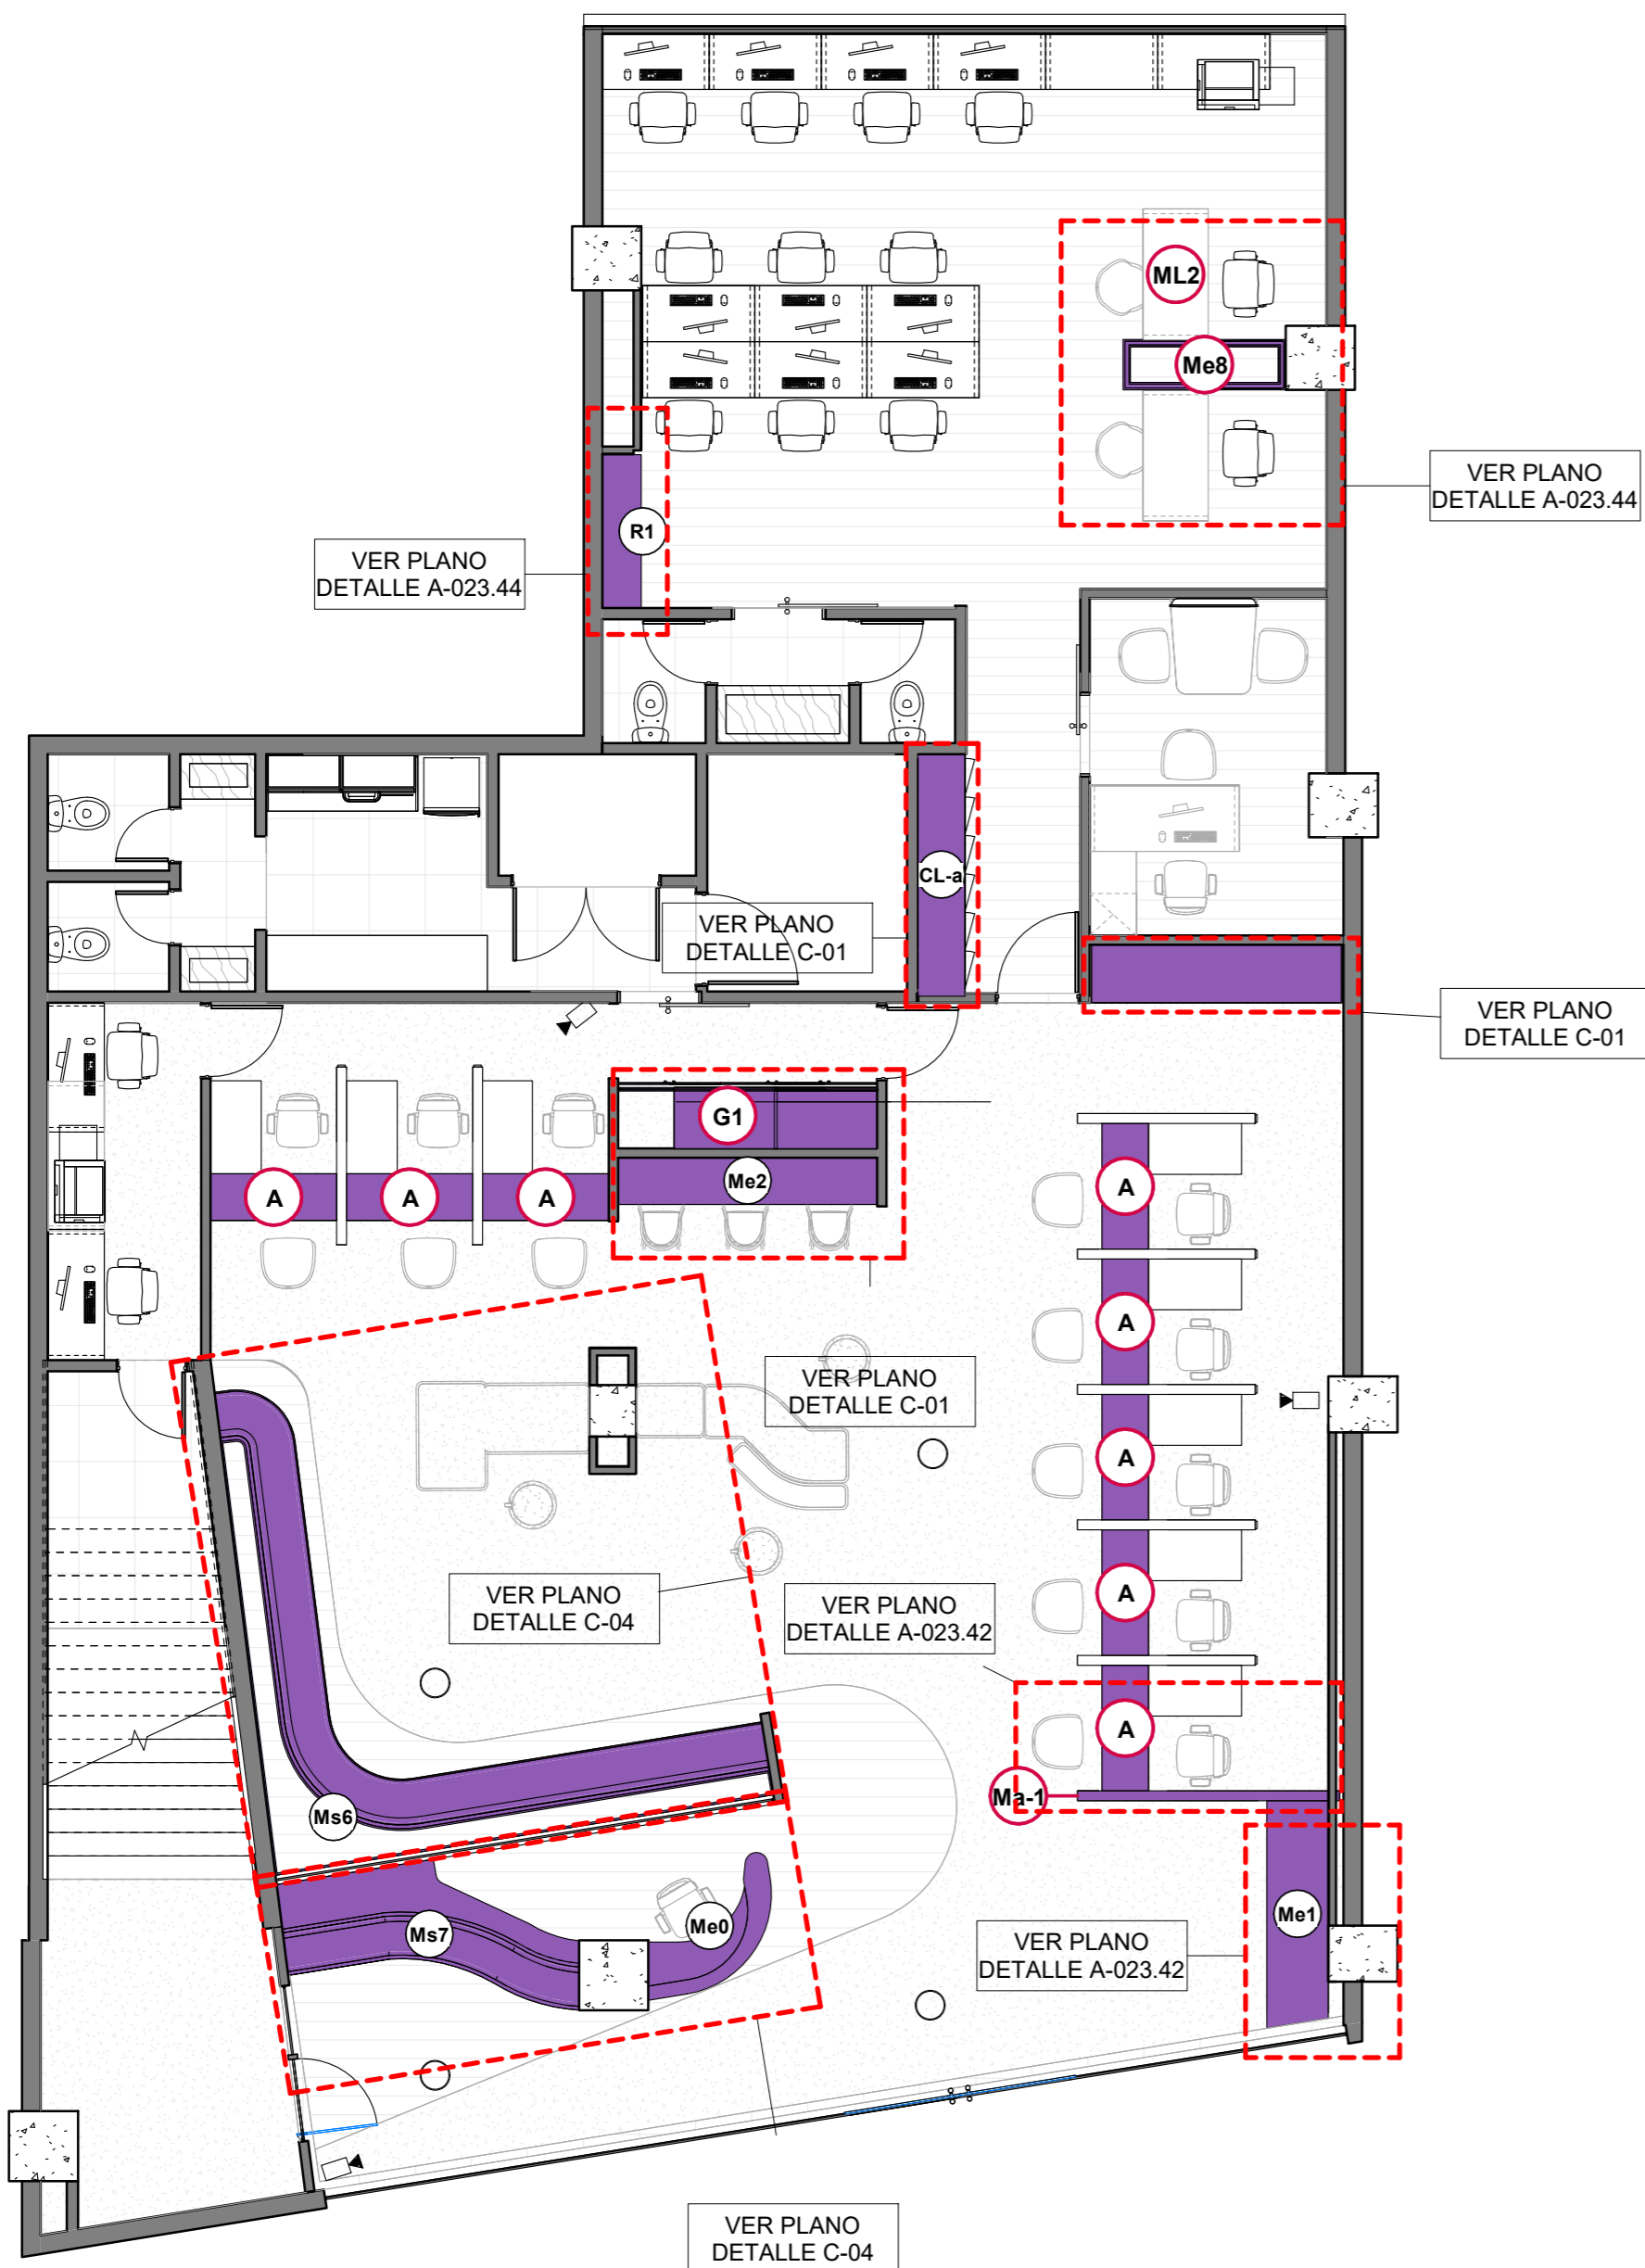 ML2
Me8
VER PLANO
DETALLE A-023.44
R1
VER PLANO
DETALLE A-023.44
CL-a
VER PLANO
DETALLE C-01
VER PLANO
DETALLE C-01
G1
Me2
A
A
A
A
A
VER PLANO
DETALLE C-01
A
VER PLANO
DETALLE C-04
VER PLANO
DETALLE A-023.42
A
A
Ma-1
Ms6
Me1
Me0
Ms7
VER PLANO
DETALLE A-023.42
VER PLANO
DETALLE C-04